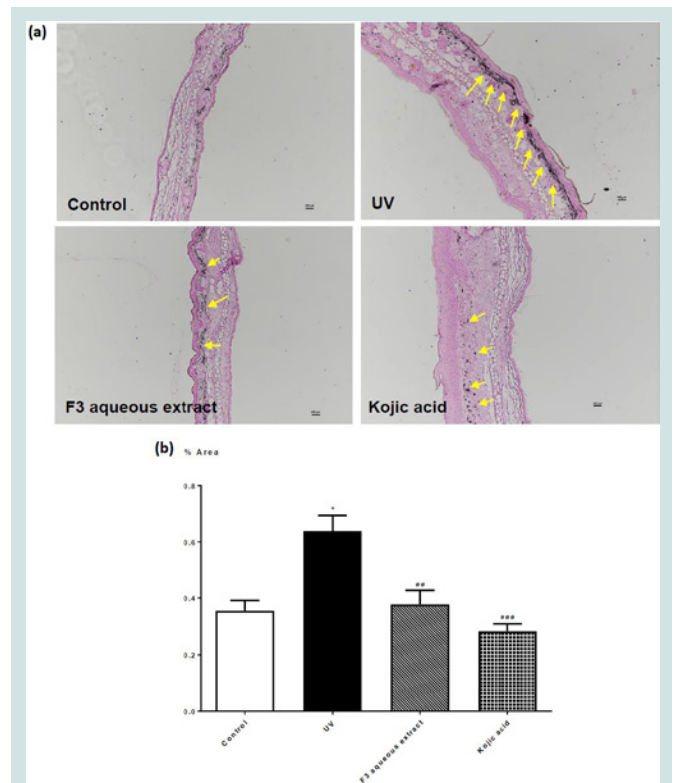 (a)
Control
UV
F3 aqueous extract
Kojic acid
(b)
% Area
0.8
*
0.6
##
0.4
###
0.2
0.0
Control
UV
F3 aqueous extract
Kojic acid